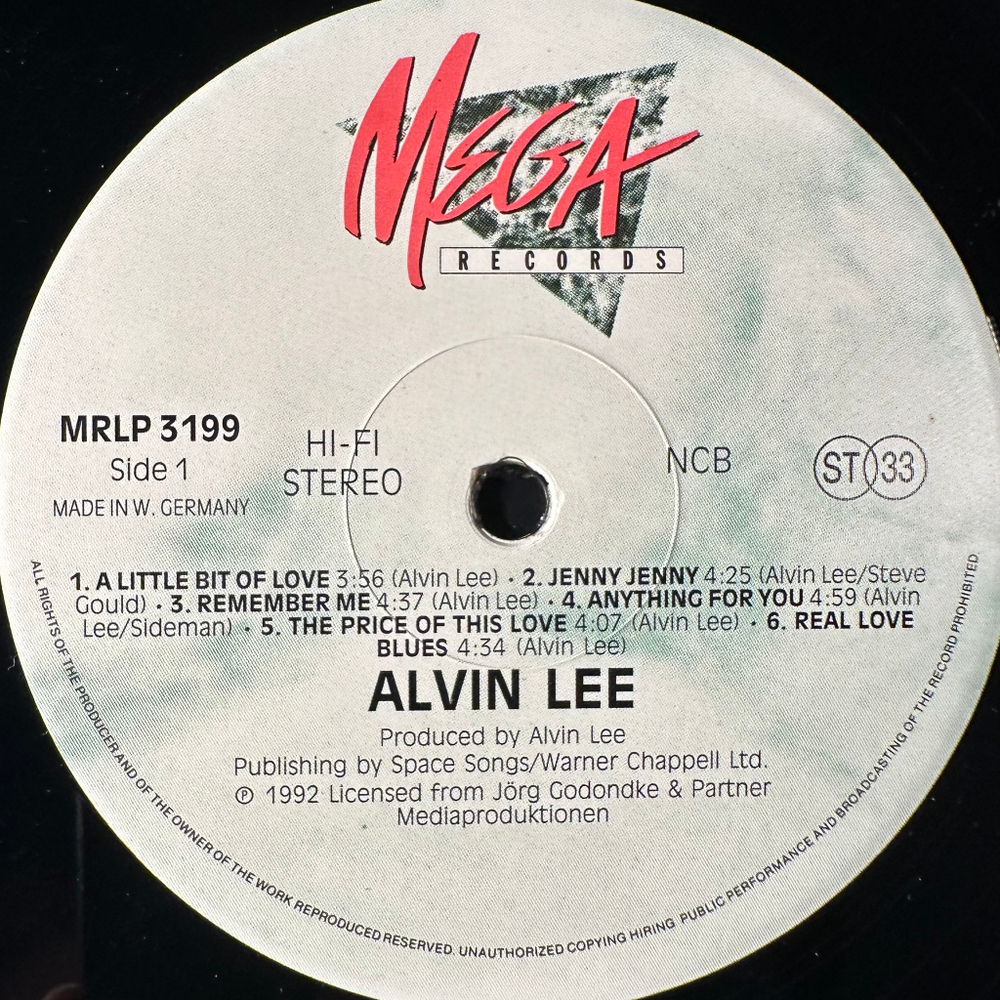 MEGA
RECORDS
MRLP 3199
Side 1
MADE IN W. GERMANY
HI-FI
STEREO
NCB
ST 33
1. A LITTLE BIT OF LOVE 3:56 (Alvin Lee) · 2. JENNY JENNY 4:25 (Alvin Lee/Steve
Gould) · 3. REMEMBER ME 4:37 (Alvin Lee) · 4. ANYTHING FOR YOU 4:59 (Alvin
Lee/Sideman) · 5. THE PRICE OF THIS LOVE 4:07 (Alvin Lee) · 6. REAL LOVE
BLUES 4:34 (Alvin Lee)
ALVIN LEE
Produced by Alvin Lee
Publishing by Space Songs/Warner Chappell Ltd.
℗ 1992 Licensed from Jörg Godondke & Partner
Mediaproduktionen
ALL RIGHTS OF THE PRODUCER AND OF THE OWNER OF THE WORK REPRODUCED RESERVED. UNAUTHORIZED COPYING HIRING PUBLIC PERFORMANCE AND BROADCASTING OF THE RECORD PROHIBITED